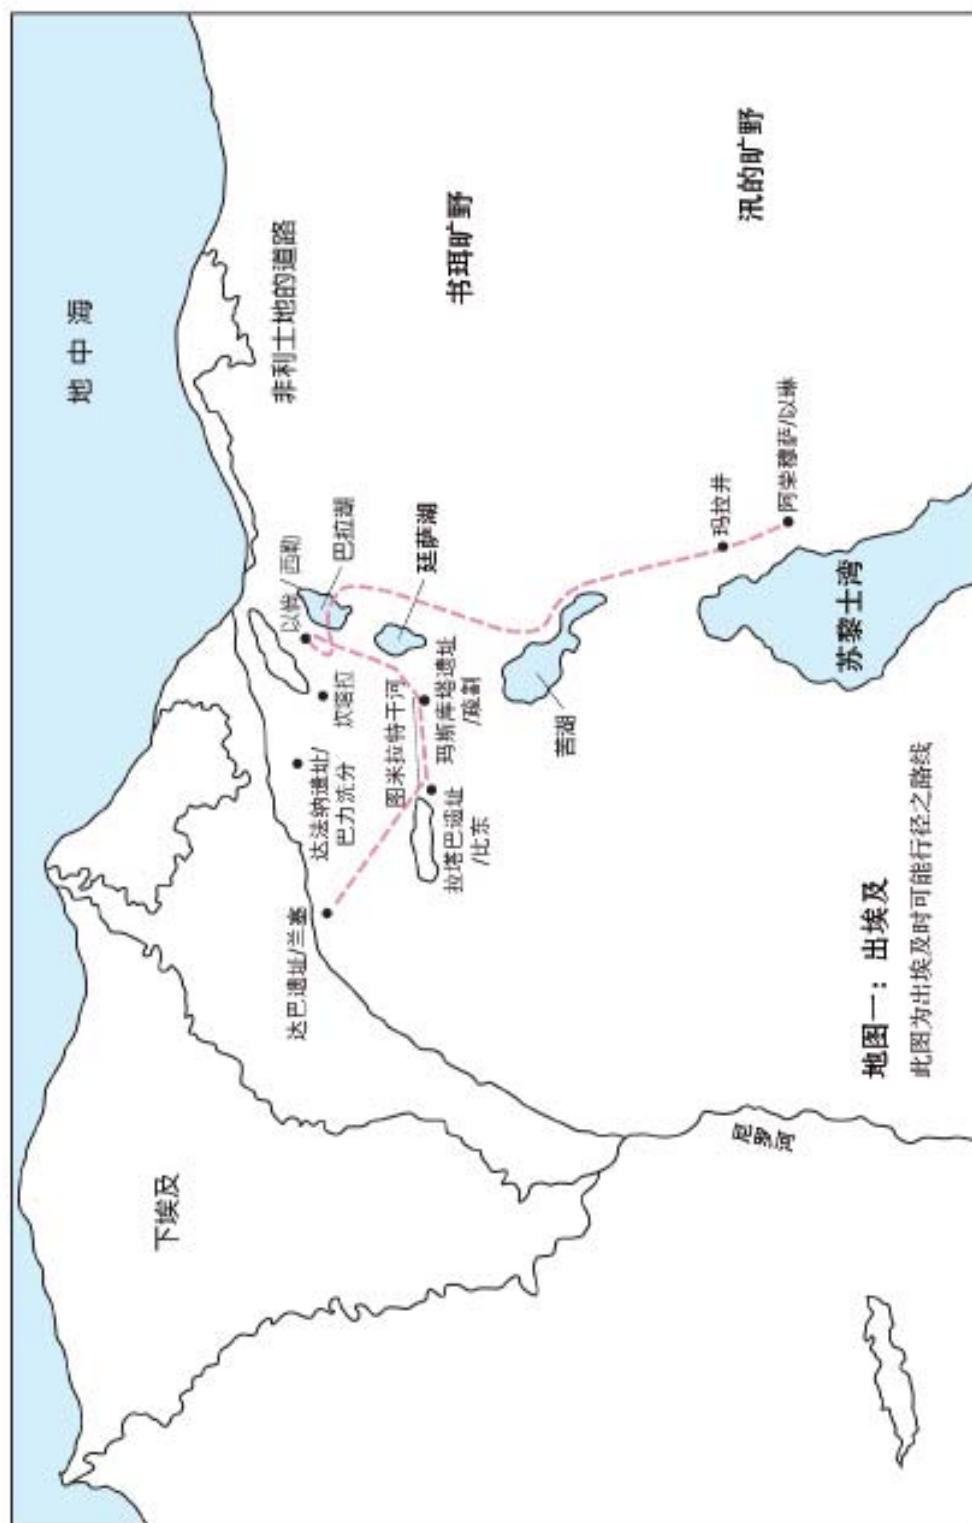 地中海
下埃及
非利士地的道路
书珥旷野
汛的旷野
西勒
巴拉湖
以倘
坎塔拉
达法纳遗址/
巴力洗分
达巴遗址/兰塞
廷萨湖
图米拉特干河
玛斯库塔遗址
/疏割
拉塔巴遗址
/比东
苦湖
玛拉井
阿荣穆萨/以琳
苏黎士湾
尼罗河
地图一：出埃及
此图为出埃及时可能行径之路线